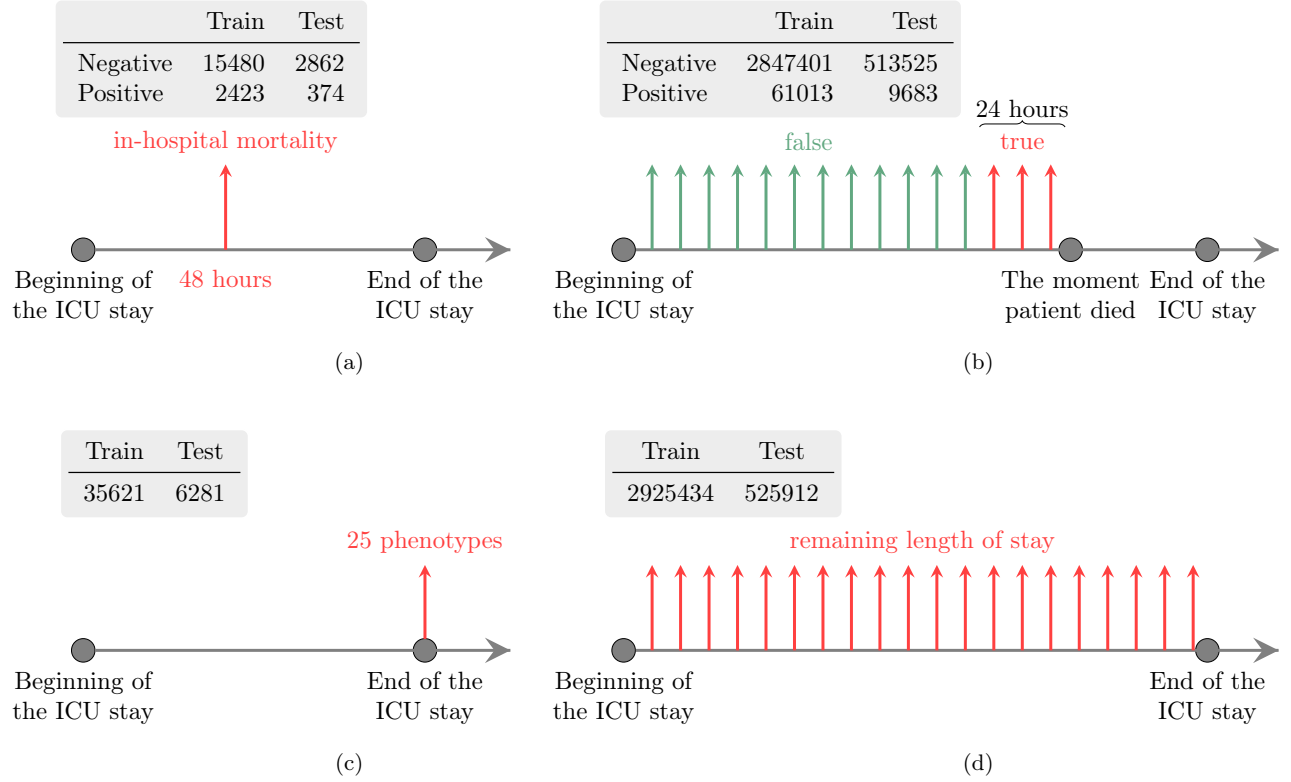 Train Test
Negative 15480 2862
Positive 2423 374
in-hospital mortality
48 hours
Beginning of
the ICU stay
End of the
ICU stay
(a)
Train Test
Negative 2847401 513525
Positive 61013 9683
24 hours
false
true
Beginning of
the ICU stay
The moment
patient died
End of the
ICU stay
(b)
Train Test
35621 6281
25 phenotypes
Beginning of
the ICU stay
End of the
ICU stay
(c)
Train Test
2925434 525912
remaining length of stay
Beginning of
the ICU stay
End of the
ICU stay
(d)